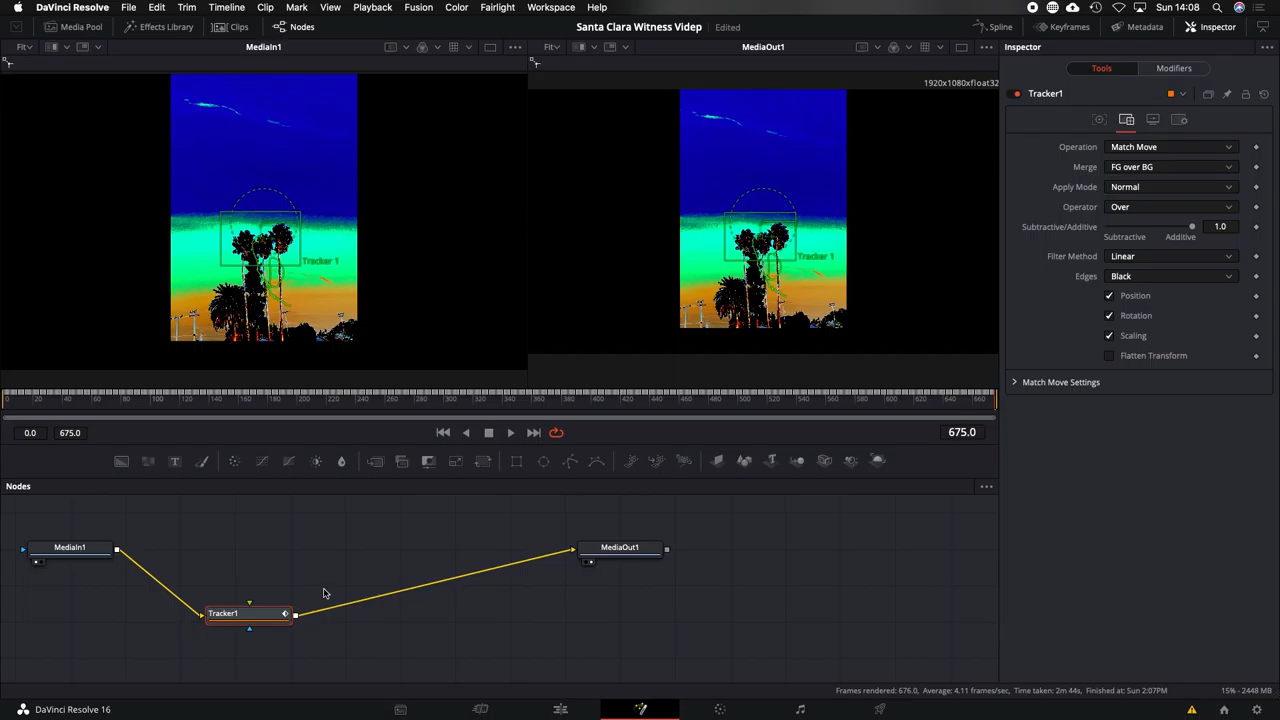 DaVinci Resolve File Edit Trim Timeline Clip Mark View Playback Fusion Color Fairlight Workspace Help SUN 14:08
Media Pool Effects Library Clips Nodes Santa Clara Witness Videp Edited Spline Keyframes Metadata Inspector
Fit MediaIn1 Fit MediaOut1 Inspector
Tools Modifiers
1920x1080xfloat32
Tracker1
Operation Match Move
Merge FG over BG
Apply Mode Normal
Operator Over
Subtractive/Additive 1.0
Subtractive Additive
Filter Method Linear
Tracker 1 Tracker 1
Edges Black
Position
Rotation
Scaling
Flatten Transform
Match Move Settings
0 20 40 60 80 100 120 140 160 180 200 220 240 260 280 300 320 340 360 380 400 420 440 460 480 500 520 540 560 580 600 620 640 660
0.0 675.0 675.0
Nodes
MediaIn1 MediaOut1
Tracker1
Frames rendered: 676.0, Average: 4.11 frames/sec, Time taken: 2m 44s, Finished at: Sun 2:07PM 15% - 2448 MB
DaVinci Resolve 16